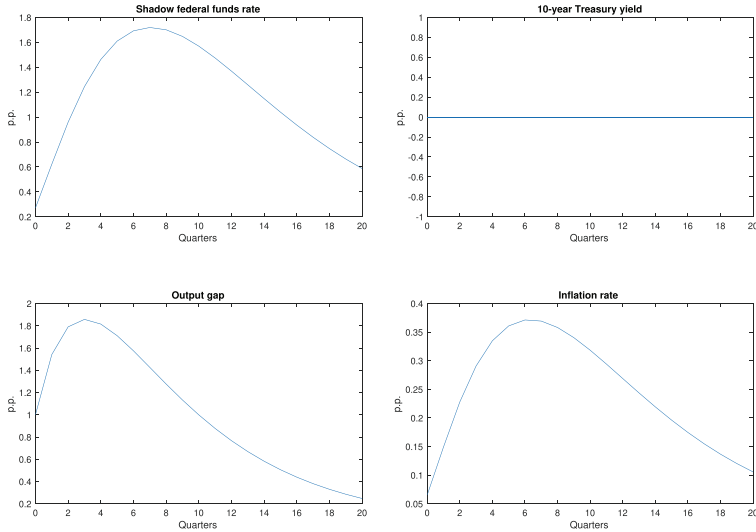 Shadow federal funds rate
1.8
1.6
1.4
1.2
1
0.8
0.6
0.4
0.2
p.p.
0 2 4 6 8 10 12 14 16 18 20
Quarters
10-year Treasury yield
1
0.8
0.6
0.4
0.2
0
-0.2
-0.4
-0.6
-0.8
-1
p.p.
0 2 4 6 8 10 12 14 16 18 20
Quarters
Output gap
2
1.8
1.6
1.4
1.2
1
0.8
0.6
0.4
0.2
p.p.
0 2 4 6 8 10 12 14 16 18 20
Quarters
Inflation rate
0.4
0.35
0.3
0.25
0.2
0.15
0.1
0.05
p.p.
0 2 4 6 8 10 12 14 16 18 20
Quarters